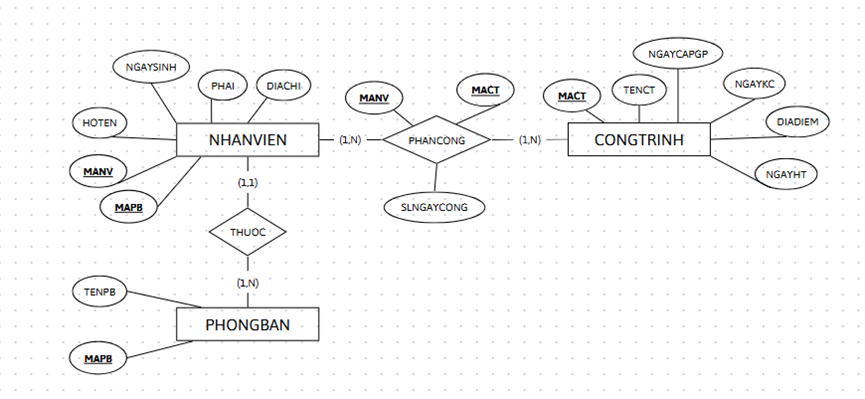 NGAYCAPGP
NGAYSINH
PHAI
DIACHI
MANV
MACT
MACT
TENCT
NGAYKC
HOTEN
DIADIEM
NHANVIEN
(1,N)
PHANCONG
(1,N)
CONGTRINH
MANV
(1,1)
NGAYHT
MAPB
SLNGAYCONG
THUOC
(1,N)
TENPB
PHONGBAN
MAPB